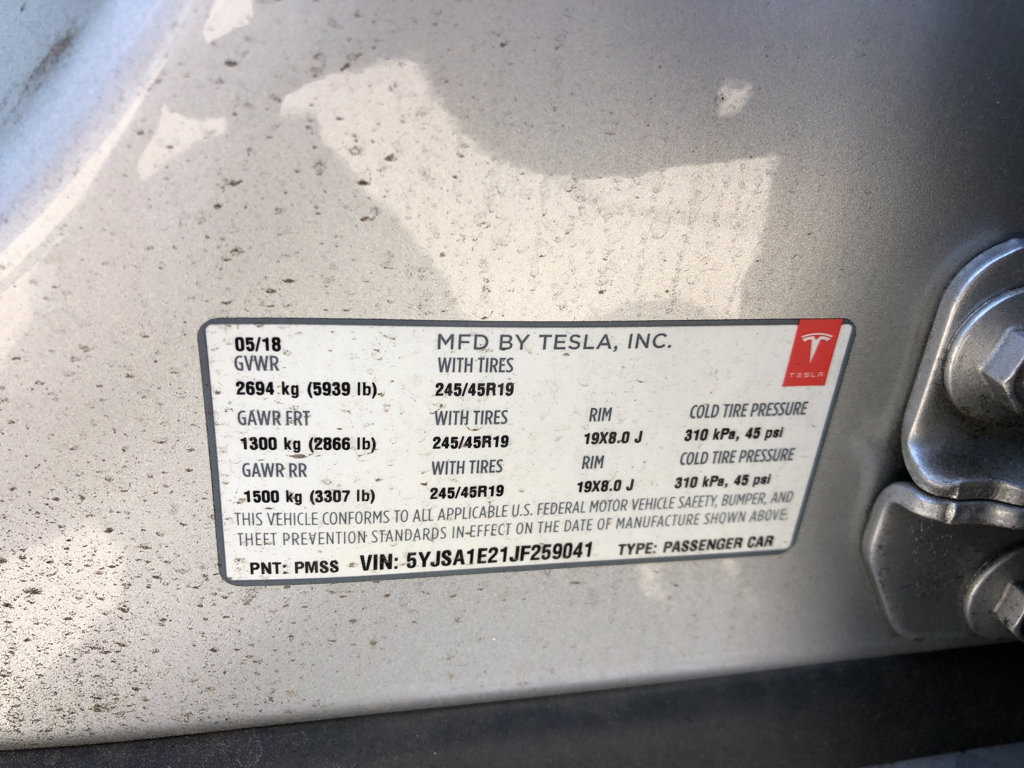 05/18 MFD BY TESLA, INC.
TESLA
GVWR WITH TIRES
2694 kg (5939 lb) 245/45R19
GAWR FRT WITH TIRES RIM COLD TIRE PRESSURE
1300 kg (2866 lb) 245/45R19 19X8.0 J 310 kPa, 45 psi
GAWR RR WITH TIRES RIM COLD TIRE PRESSURE
1500 kg (3307 lb) 245/45R19 19X8.0 J 310 kPa, 45 psi
THIS VEHICLE CONFORMS TO ALL APPLICABLE U.S. FEDERAL MOTOR VEHICLE SAFETY, BUMPER, AND
THEFT PREVENTION STANDARDS IN EFFECT ON THE DATE OF MANUFACTURE SHOWN ABOVE.
PNT: PMSS VIN: 5YJSA1E21JF259041 TYPE: PASSENGER CAR